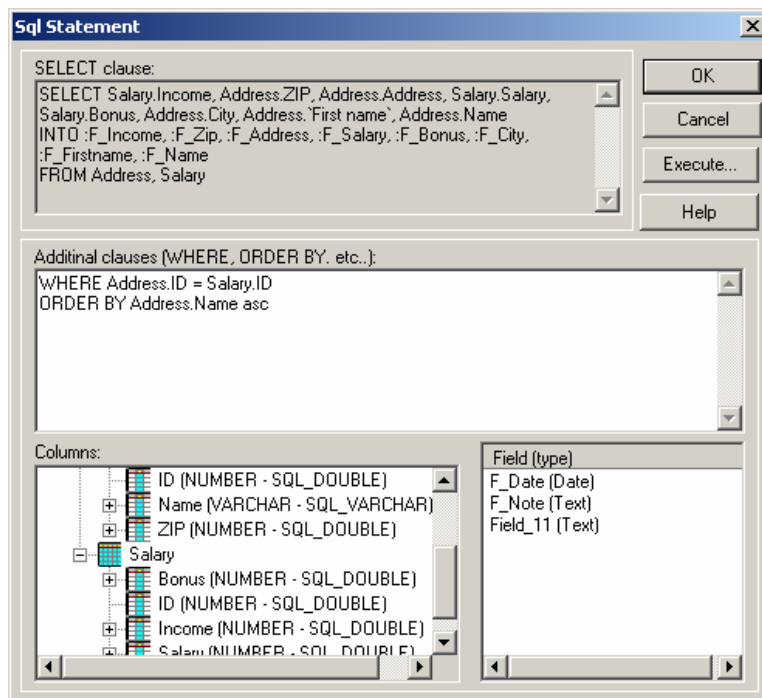 Sql Statement
SELECT clause:
SELECT Salary.Income, Address.ZIP, Address.Address, Salary.Salary,
Salary.Bonus, Address.City, Address.`First name`, Address.Name
INTO :F_Income, :F_Zip, :F_Address, :F_Salary, :F_Bonus, :F_City,
:F_Firstname, :F_Name
FROM Address, Salary
OK
Cancel
Execute...
Help
Additinal clauses (WHERE, ORDER BY. etc..):
WHERE Address.ID = Salary.ID
ORDER BY Address.Name asc
Columns:
ID (NUMBER - SQL_DOUBLE)
Name (VARCHAR - SQL_VARCHAR)
ZIP (NUMBER - SQL_DOUBLE)
Salary
Bonus (NUMBER - SQL_DOUBLE)
ID (NUMBER - SQL_DOUBLE)
Income (NUMBER - SQL_DOUBLE)
Salary (NUMBER - SQL_DOUBLE)
Field (type)
F_Date (Date)
F_Note (Text)
Field_11 (Text)